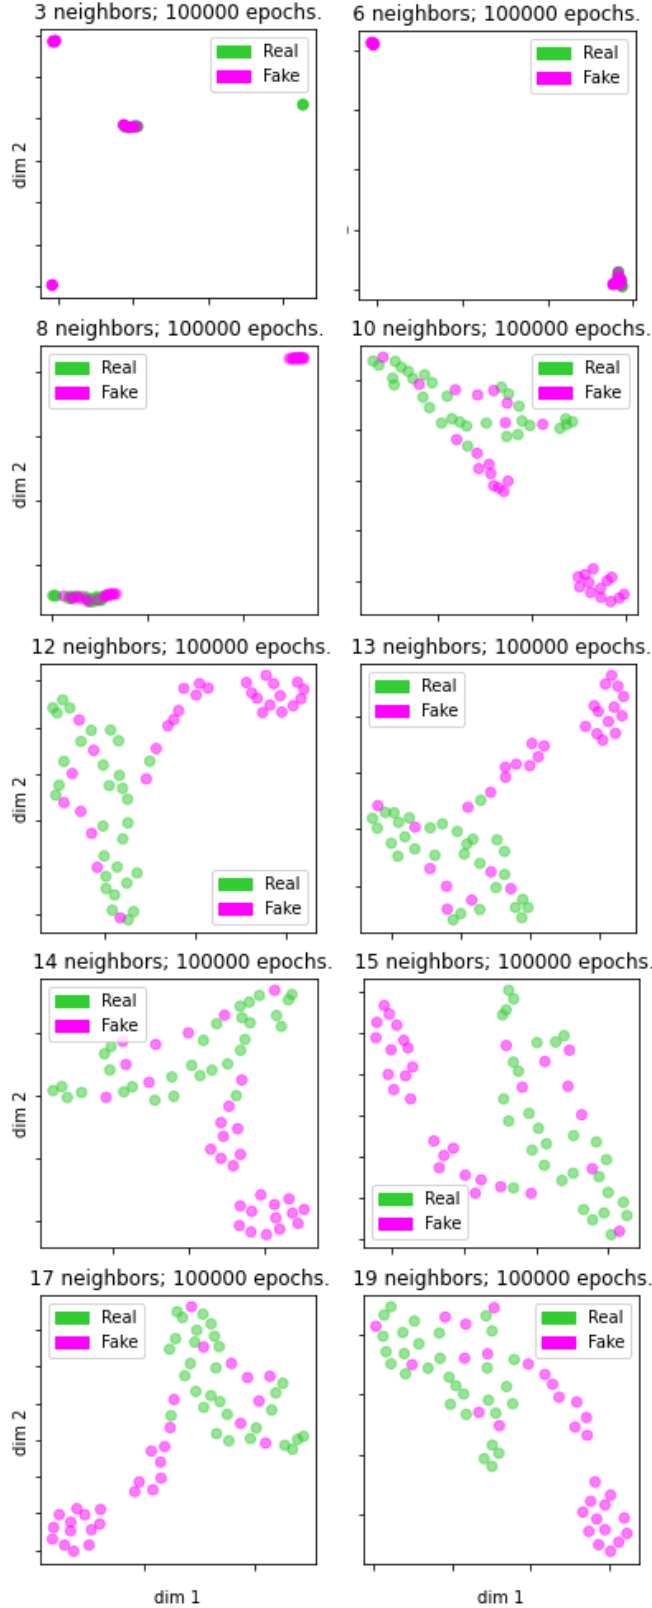 3 neighbors; 100000 epochs.
Real
Fake
dim 2
6 neighbors; 100000 epochs.
Real
Fake
8 neighbors; 100000 epochs.
Real
Fake
dim 2
10 neighbors; 100000 epochs.
Real
Fake
12 neighbors; 100000 epochs.
Real
Fake
dim 2
13 neighbors; 100000 epochs.
Real
Fake
14 neighbors; 100000 epochs.
Real
Fake
dim 2
15 neighbors; 100000 epochs.
Real
Fake
17 neighbors; 100000 epochs.
Real
Fake
dim 2
19 neighbors; 100000 epochs.
Real
Fake
dim 1
dim 1